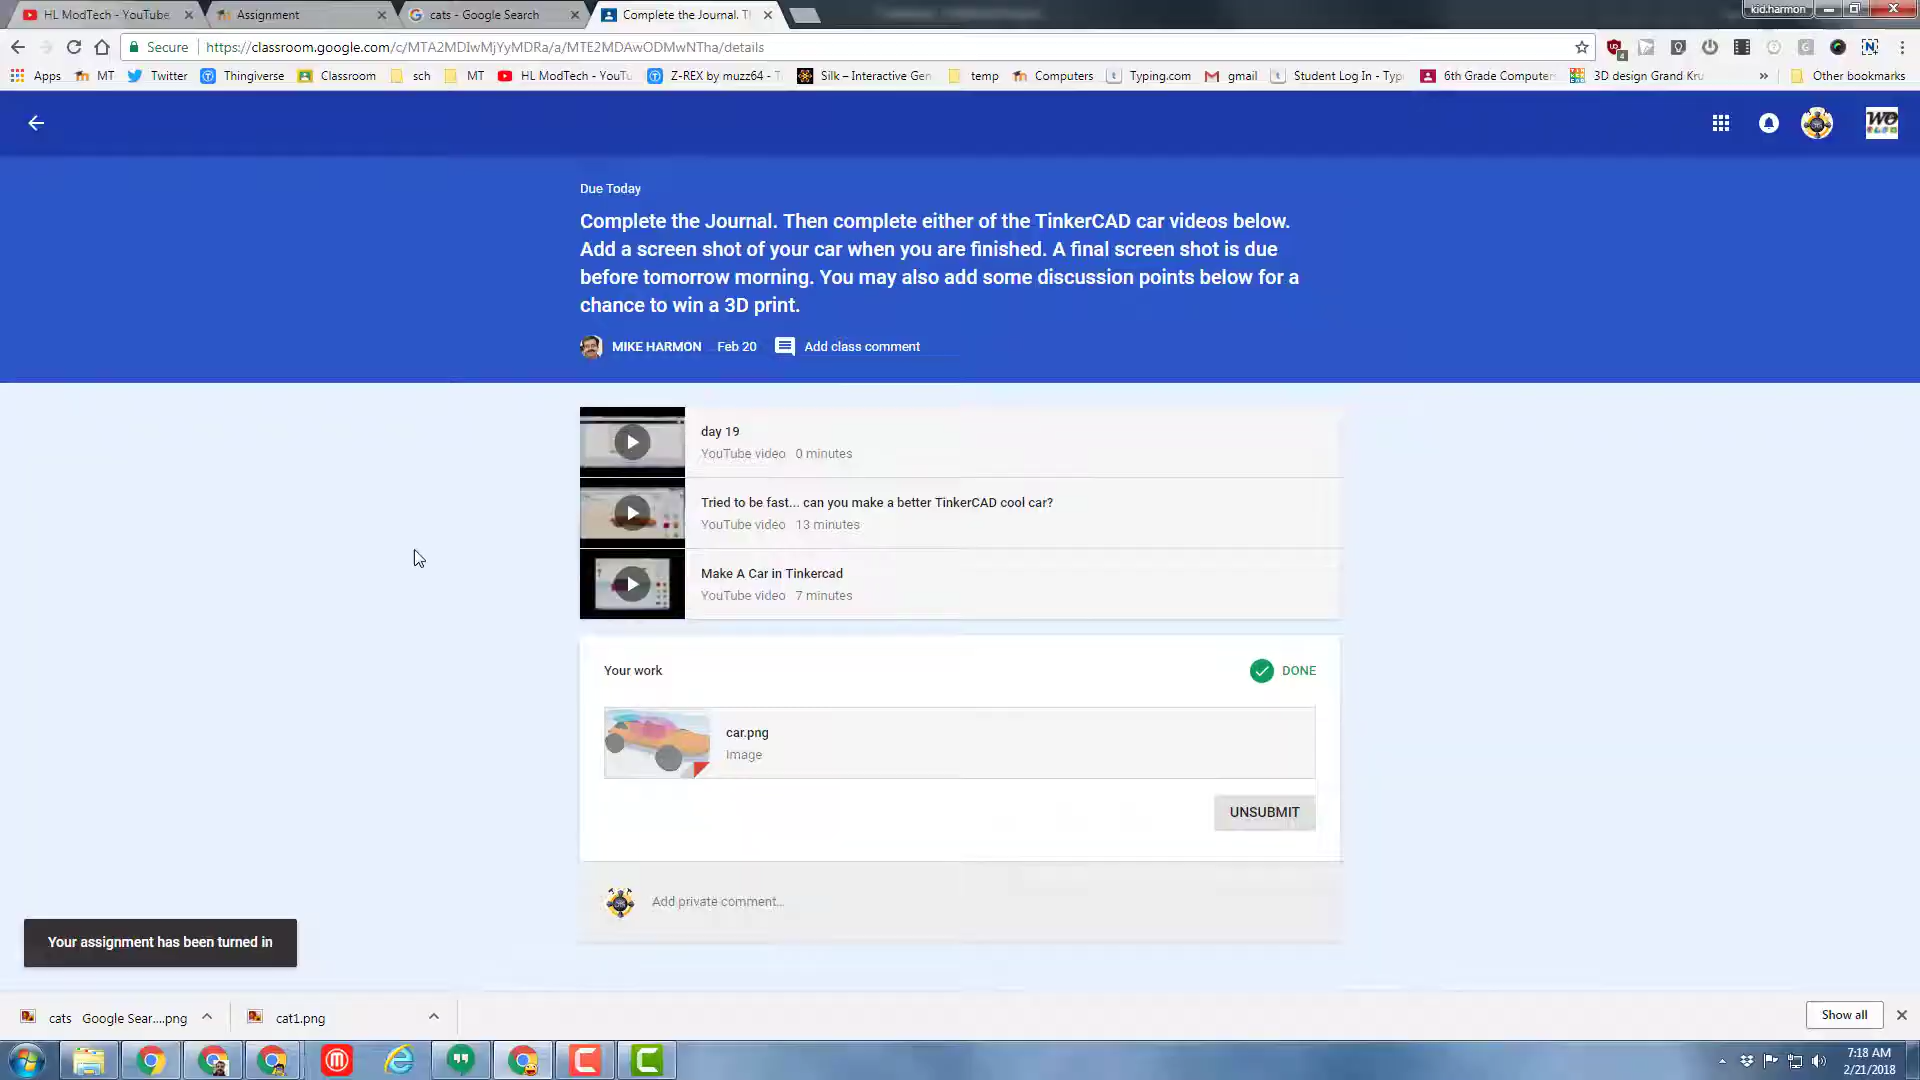 HL ModTech - YouTube
Assignment
cats - Google Search
Complete the Journal. T
kid.harmon
Secure
https://classroom.google.com/c/MTA2MDIwMjYyMDRa/a/MTE2MDAwODMwNTha/details
Apps
MT
Twitter
Thingiverse
Classroom
sch
MT
HL ModTech - YouTu
Z-REX by muzz64 - T
Silk – Interactive Gen
temp
Computers
Typing.com
gmail
Student Log In - Typ
6th Grade Computer
3D design Grand Kru
Other bookmarks
Due Today
Complete the Journal. Then complete either of the TinkerCAD car videos below.
Add a screen shot of your car when you are finished. A final screen shot is due
before tomorrow morning. You may also add some discussion points below for a
chance to win a 3D print.
MIKE HARMON Feb 20
Add class comment
day 19
YouTube video 0 minutes
Tried to be fast... can you make a better TinkerCAD cool car?
YouTube video 13 minutes
Make A Car in Tinkercad
YouTube video 7 minutes
Your work
DONE
car.png
Image
UNSUBMIT
Add private comment...
Your assignment has been turned in
cats Google Sear....png
cat1.png
Show all
7:18 AM
2/21/2018